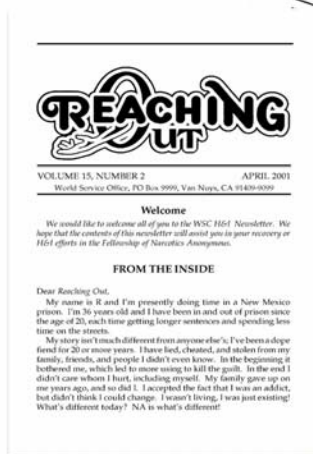 REACHING
OUT
VOLUME 15, NUMBER 2 APRIL 2001
World Service Office, PO Box 9999, Van Nuys, CA 91409-9099
Welcome
We would like to welcome all of you to the WSC H&I Newsletter. We
hope that the contents of this newsletter will assist you in your recovery or
H&I efforts in the Fellowship of Narcotics Anonymous.
FROM THE INSIDE
Dear Reaching Out,
My name is R and I'm presently doing time in a New Mexico
prison. I'm 36 years old and I have been in and out of prison since
the age of 20, each time getting longer sentences and spending less
time on the streets.
My story isn't much different from anyone else's; I've been a dope
fiend for 20 or more years. I have lied, cheated, and stolen from my
family, friends, and people I didn't even know. In the beginning it
bothered me, which led to more using to kill the guilt. In the end I
didn't care whom I hurt, including myself. My family gave up on
me years ago, and so did I. I accepted the fact that I was an addict,
but didn't think I could change. I wasn't living, I was just existing!
What's different today? NA is what's different!